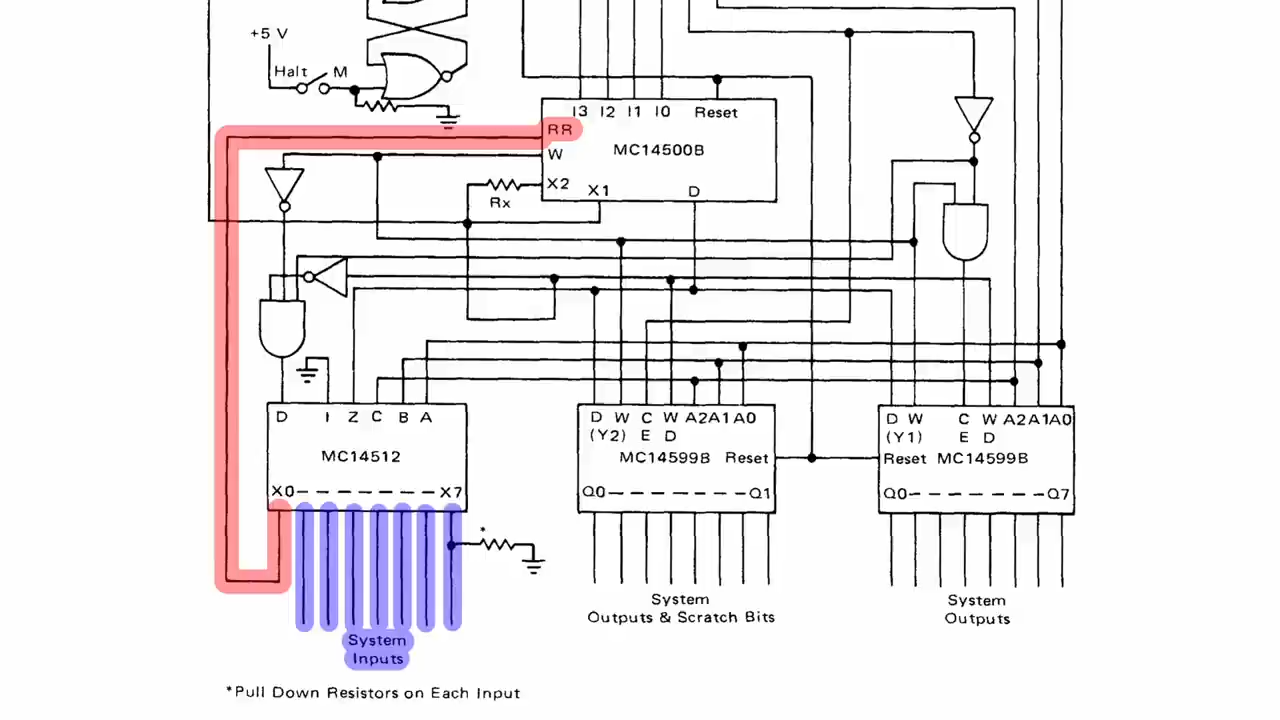 +5 V
Halt M
I3 I2 I1 I0 Reset
RR
MC14500B
W
X2
X1 D
Rx
D I Z C B A
MC14512
X0 X7
D W C W A2 A1 A0
(Y2) E D
MC14599B Reset
Q0 Q1
D W C W A2 A1 A0
(Y1) E D
Reset MC14599B
Q0 Q7
*
System
Inputs
System
Outputs & Scratch Bits
System
Outputs
*Pull Down Resistors on Each Input